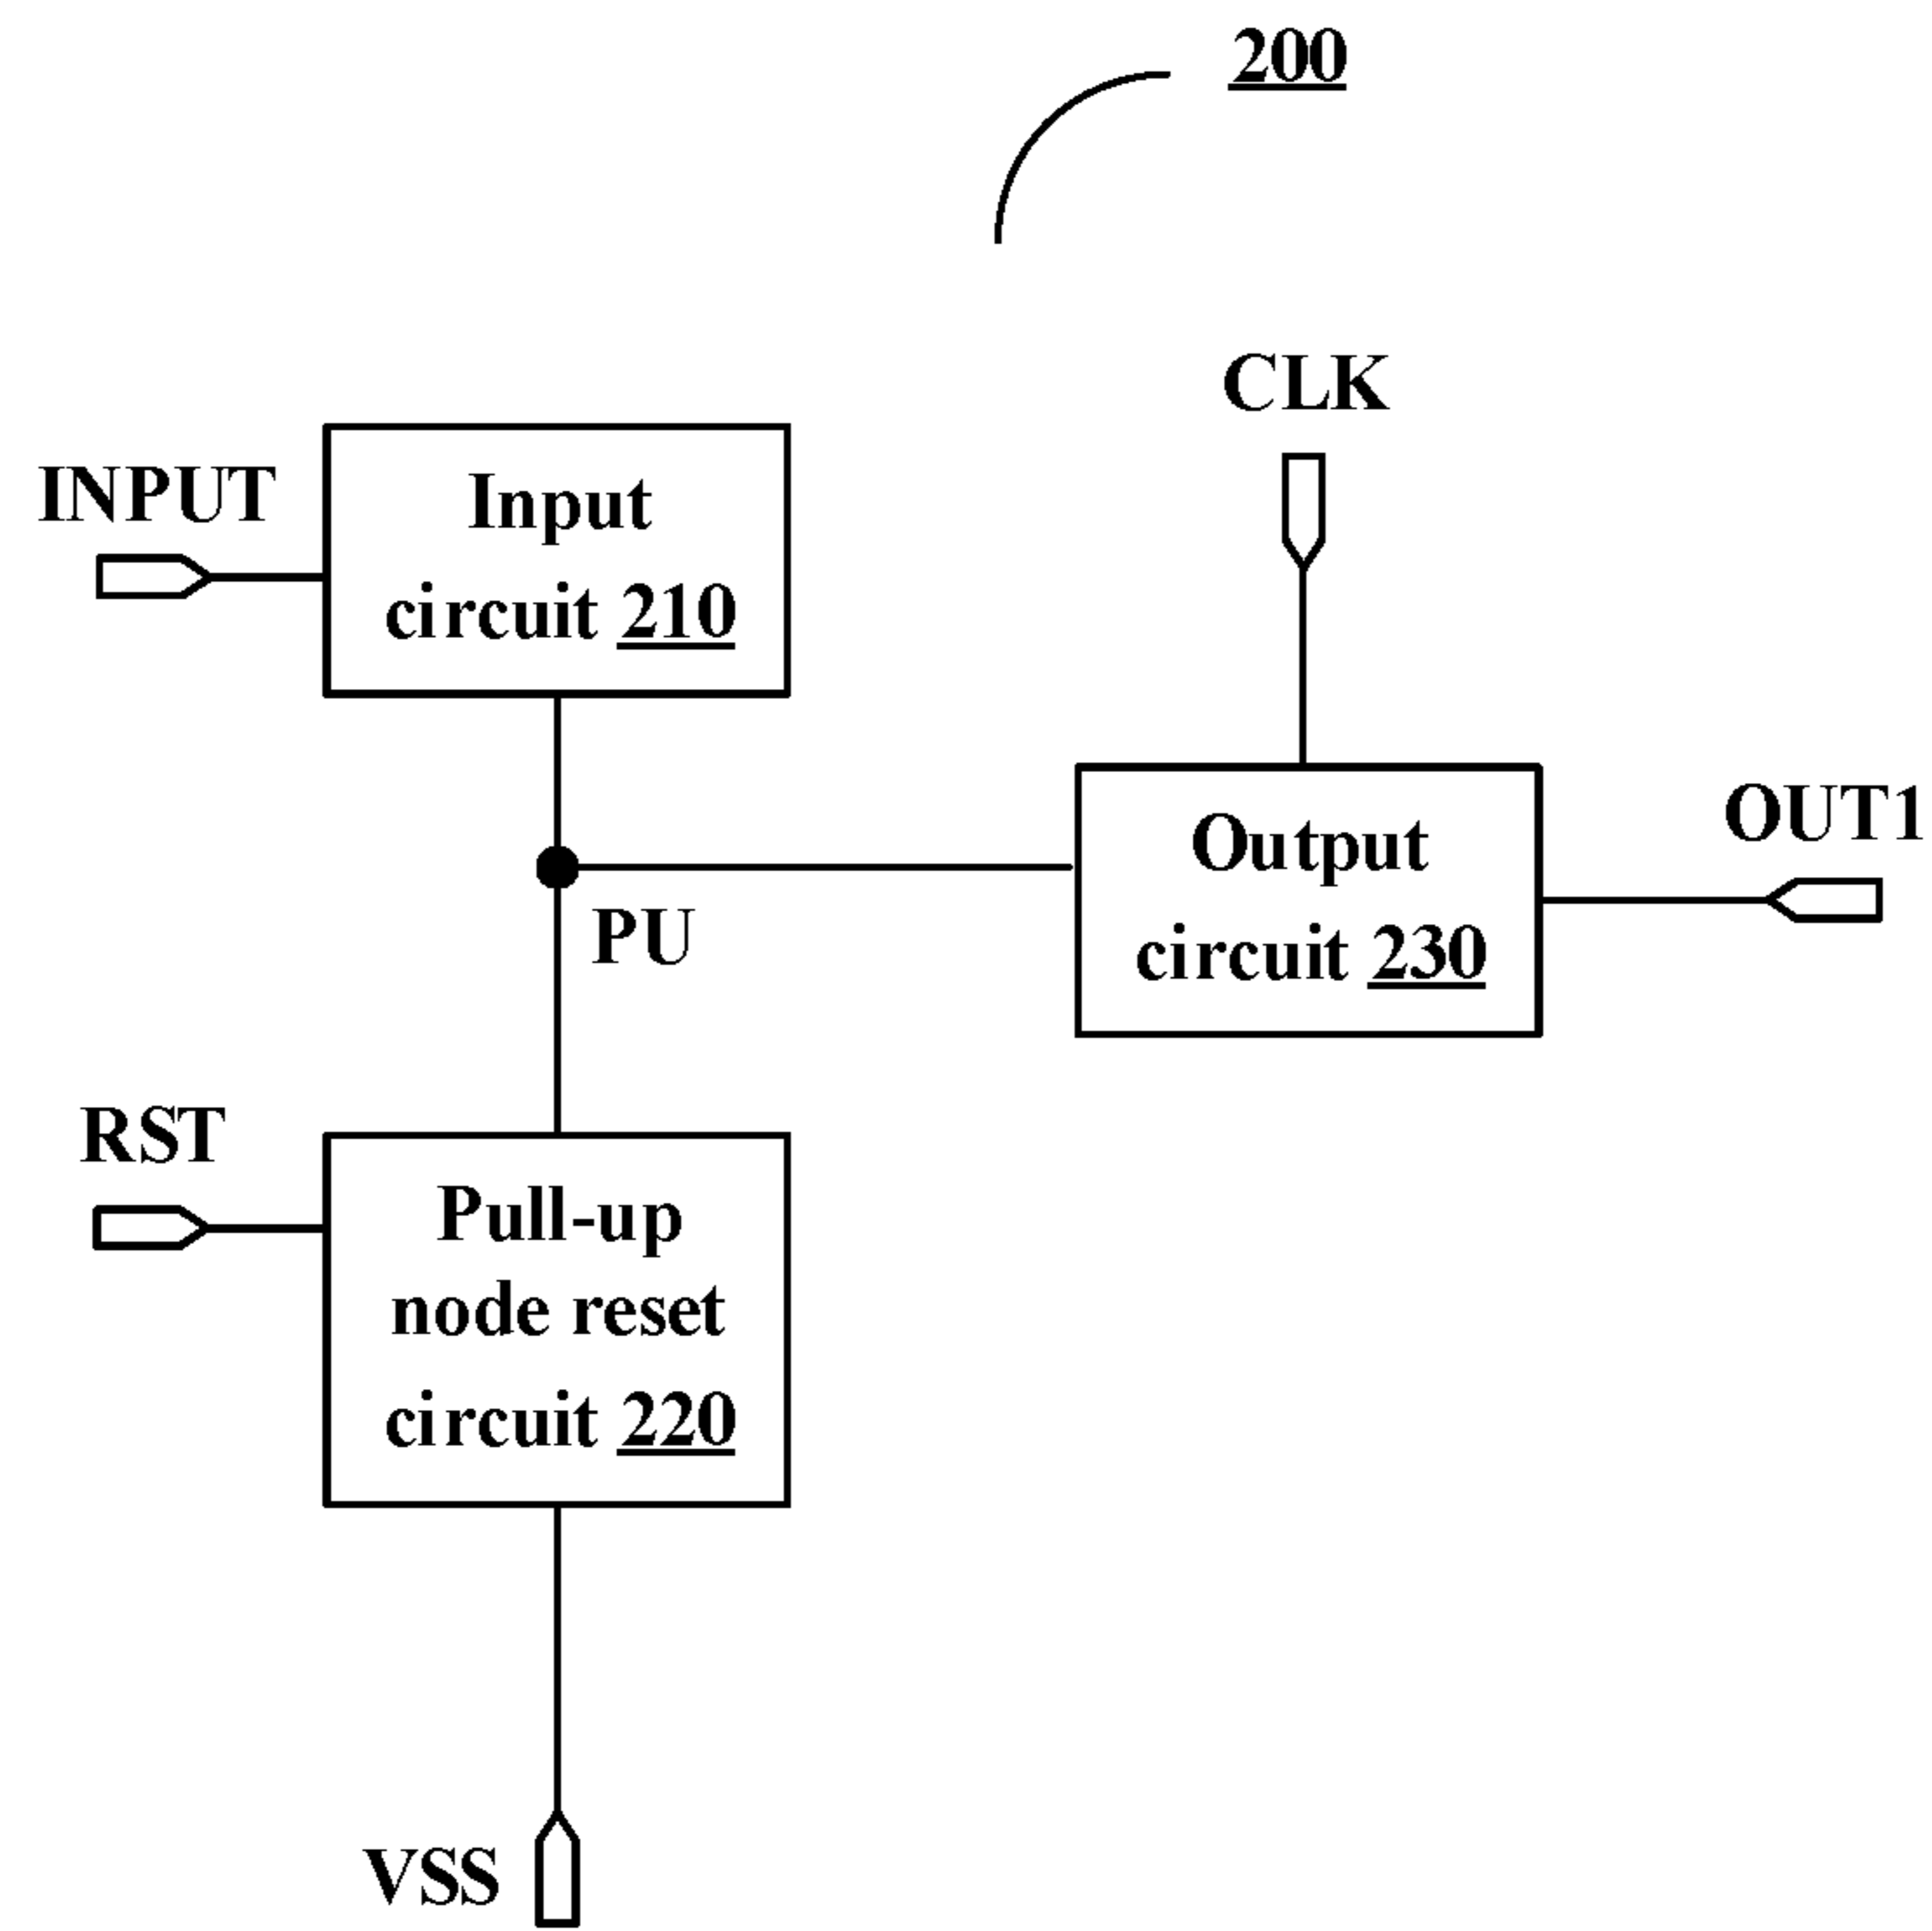 200
CLK
INPUT
Input
circuit 210
OUT1
Output
circuit 230
PU
RST
Pull-up
node reset
circuit 220
VSS